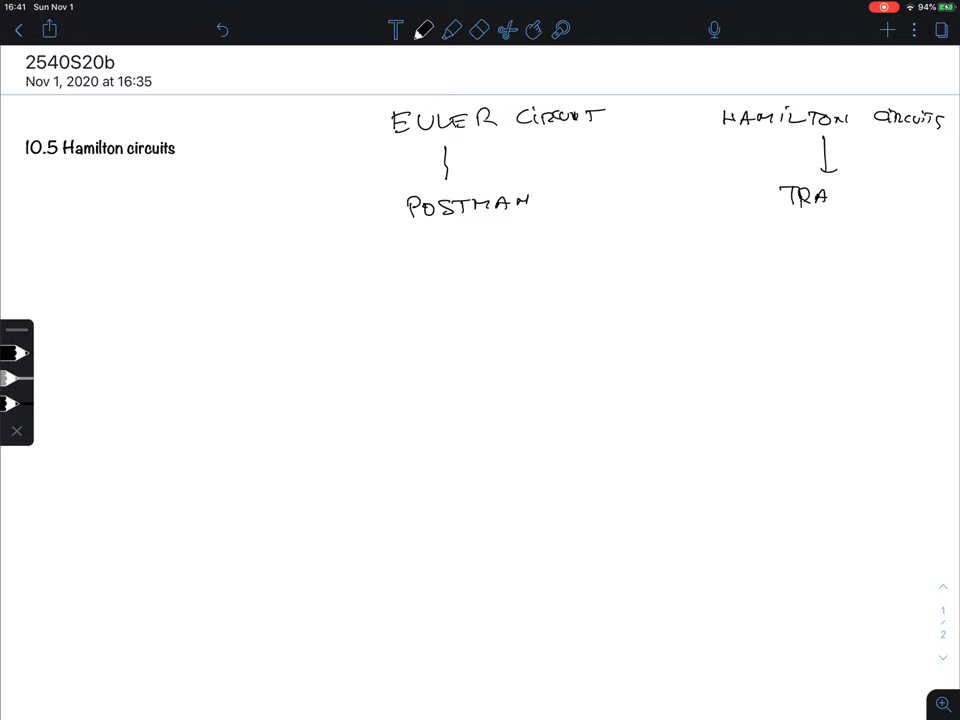 16:41 Sun Nov 1 94%
2540S20b
Nov 1, 2020 at 16:35
EULER CIRCUIT
HAMILTON CIRCUITS
10.5 Hamilton circuits
POSTMAN
TRA
1
/
2